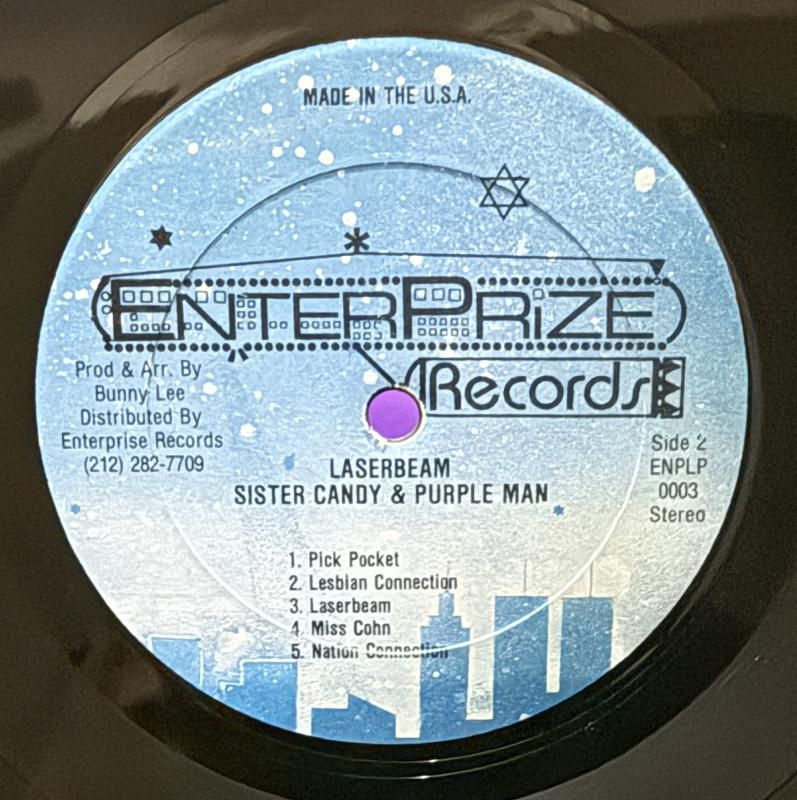 MADE IN THE U.S.A.
ENTERPRiZE
Records
Prod & Arr. By
Bunny Lee
Distributed By
Enterprise Records
(212) 282-7709
Side 2
ENPLP
0003
Stereo
LASERBEAM
SISTER CANDY & PURPLE MAN
1. Pick Pocket
2. Lesbian Connection
3. Laserbeam
4. Miss Cohn
5. Nation Connection